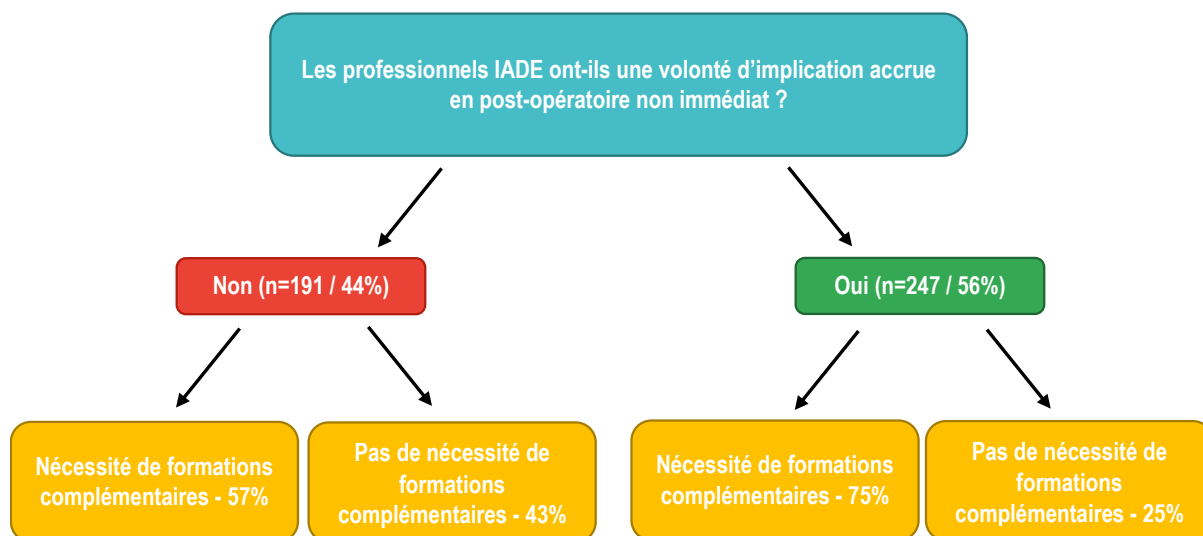 Les professionnels IADE ont-ils une volonté d’implication accrue
en post-opératoire non immédiat ?
Non (n=191 / 44%)
Oui (n=247 / 56%)
Nécessité de formations
complémentaires - 57%
Pas de nécessité de
formations
complémentaires - 43%
Nécessité de formations
complémentaires - 75%
Pas de nécessité de
formations
complémentaires - 25%